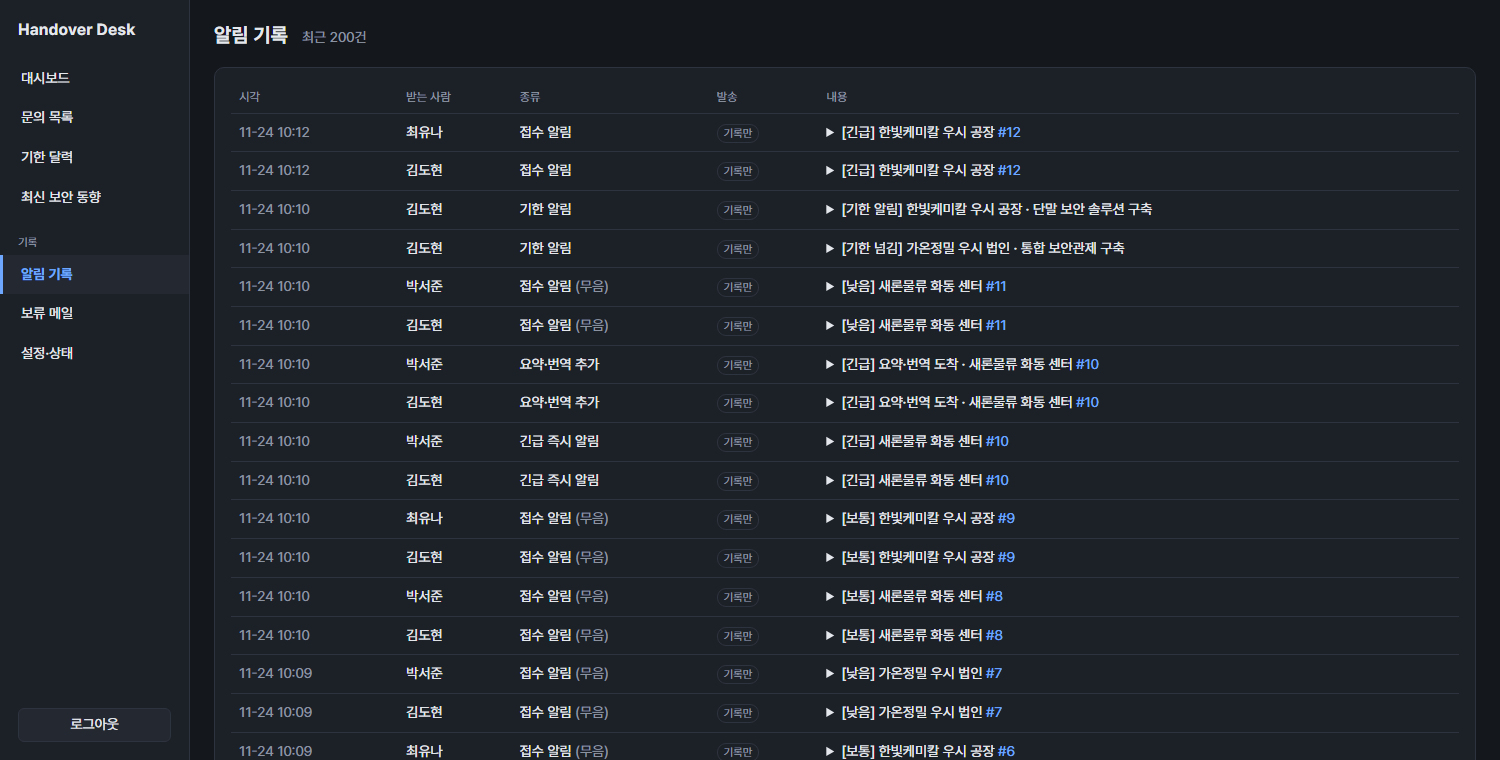 Handover Desk
대시보드
문의 목록
기한 달력
최신 보안 동향
기록
알림 기록
보류 메일
설정·상태
로그아웃
알림 기록 최근 200건
시각 받는 사람 종류 발송 내용
11-24 10:12 최유나 접수 알림 기록만 ▶ [긴급] 한빛케미칼 우시 공장 #12
11-24 10:12 김도현 접수 알림 기록만 ▶ [긴급] 한빛케미칼 우시 공장 #12
11-24 10:10 김도현 기한 알림 기록만 ▶ [기한 알림] 한빛케미칼 우시 공장 · 단말 보안 솔루션 구축
11-24 10:10 김도현 기한 알림 기록만 ▶ [기한 넘김] 가온정밀 우시 법인 · 통합 보안관제 구축
11-24 10:10 박서준 접수 알림 (무음) 기록만 ▶ [낮음] 새론물류 화동 센터 #11
11-24 10:10 김도현 접수 알림 (무음) 기록만 ▶ [낮음] 새론물류 화동 센터 #11
11-24 10:10 박서준 요약·번역 추가 기록만 ▶ [긴급] 요약·번역 도착 · 새론물류 화동 센터 #10
11-24 10:10 김도현 요약·번역 추가 기록만 ▶ [긴급] 요약·번역 도착 · 새론물류 화동 센터 #10
11-24 10:10 박서준 긴급 즉시 알림 기록만 ▶ [긴급] 새론물류 화동 센터 #10
11-24 10:10 김도현 긴급 즉시 알림 기록만 ▶ [긴급] 새론물류 화동 센터 #10
11-24 10:10 최유나 접수 알림 (무음) 기록만 ▶ [보통] 한빛케미칼 우시 공장 #9
11-24 10:10 김도현 접수 알림 (무음) 기록만 ▶ [보통] 한빛케미칼 우시 공장 #9
11-24 10:10 박서준 접수 알림 (무음) 기록만 ▶ [보통] 새론물류 화동 센터 #8
11-24 10:10 김도현 접수 알림 (무음) 기록만 ▶ [보통] 새론물류 화동 센터 #8
11-24 10:09 박서준 접수 알림 (무음) 기록만 ▶ [낮음] 가온정밀 우시 법인 #7
11-24 10:09 김도현 접수 알림 (무음) 기록만 ▶ [낮음] 가온정밀 우시 법인 #7
11-24 10:09 최유나 접수 알림 (무음) 기록만 ▶ [보통] 한빛케미칼 우시 공장 #6